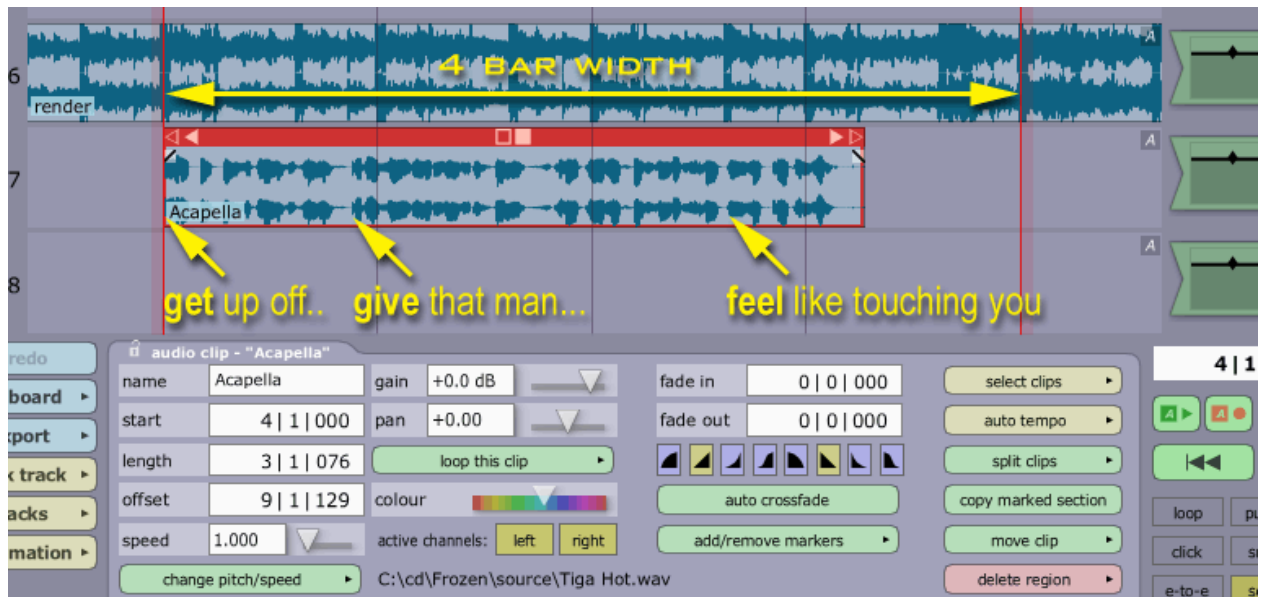 A
4 BAR WIDTH
6
render
A
7
Acapella
A
8
get up off.. give that man... feel like touching you
redo
board
port
track
acks
mation
audio clip - "Acapella"
name Acapella gain +0.0 dB fade in 0 | 0 | 000 select clips
start 4 | 1 | 000 pan +0.00 fade out 0 | 0 | 000 auto tempo
length 3 | 1 | 076 loop this clip split clips
offset 9 | 1 | 129 colour auto crossfade copy marked section
speed 1.000 active channels: left right add/remove markers move clip
change pitch/speed C:\cd\Frozen\source\Tiga Hot.wav delete region
4 | 1
A A
loop pu
click
e-to-e